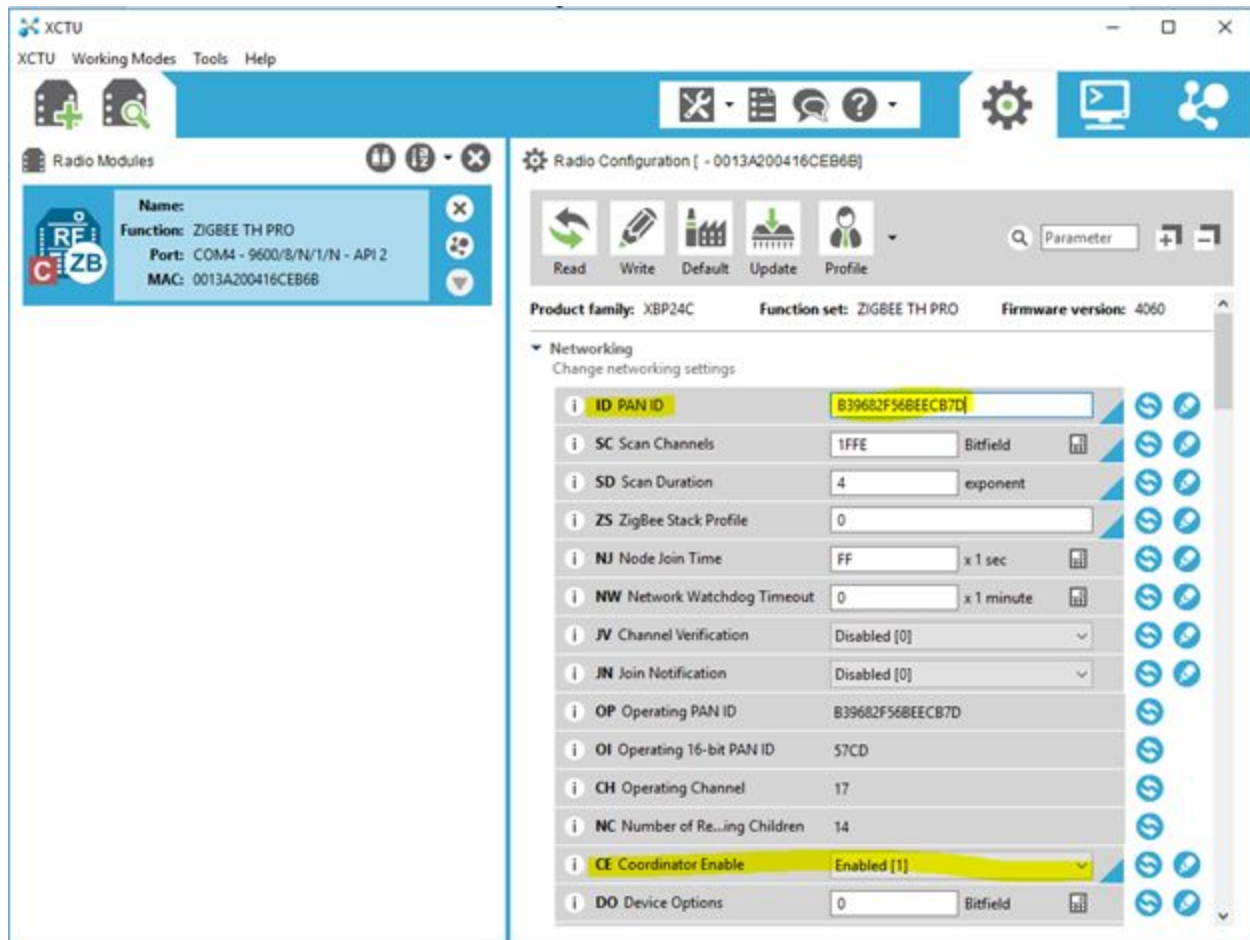 XCTU
XCTU Working Modes Tools Help
Radio Modules
Name:
Function: ZIGBEE TH PRO
Port: COM4 - 9600/8/N/1/N - API 2
MAC: 0013A200416CEB6B
RF
C ZB
Radio Configuration [ - 0013A200416CEB6B]
Read Write Default Update Profile
Parameter
Product family: XBP24C Function set: ZIGBEE TH PRO Firmware version: 4060
Networking
Change networking settings
i ID PAN ID B39682F56BEECB7D
i SC Scan Channels 1FFE Bitfield
i SD Scan Duration 4 exponent
i ZS ZigBee Stack Profile 0
i NJ Node Join Time FF x 1 sec
i NW Network Watchdog Timeout 0 x 1 minute
i JV Channel Verification Disabled [0]
i JN Join Notification Disabled [0]
i OP Operating PAN ID B39682F56BEECB7D
i OI Operating 16-bit PAN ID 57CD
i CH Operating Channel 17
i NC Number of Re...ing Children 14
i CE Coordinator Enable Enabled [1]
i DO Device Options 0 Bitfield